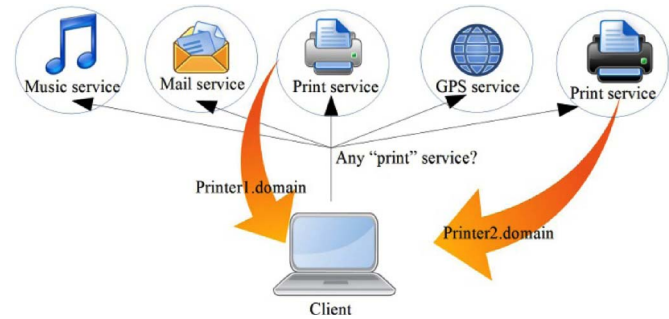 Music service
Mail service
Print service
GPS service
Print service
Any “print” service?
Printer1.domain
Printer2.domain
Client